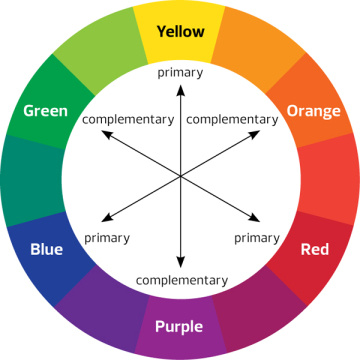 Yellow
primary
Green
Orange
complementary
complementary
Blue
primary
primary
Red
complementary
Purple